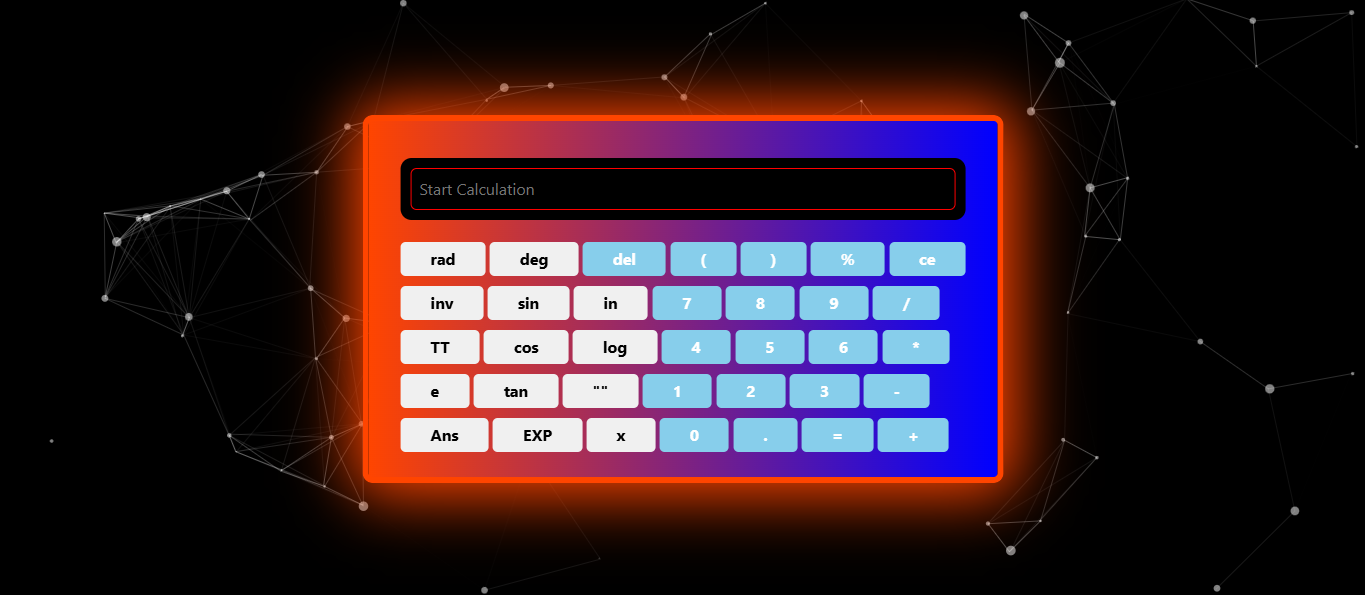 Start Calculation
rad deg del ( ) % ce
inv sin in 7 8 9 /
TT cos log 4 5 6 *
e tan "" 1 2 3 -
Ans EXP x 0 . = +